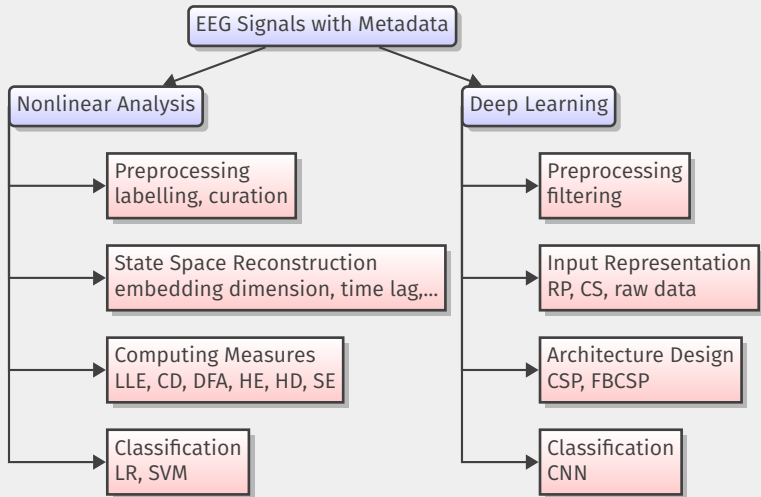 EEG Signals with Metadata
Nonlinear Analysis
Preprocessing
labelling, curation
State Space Reconstruction
embedding dimension, time lag,...
Computing Measures
LLE, CD, DFA, HE, HD, SE
Classification
LR, SVM
Deep Learning
Preprocessing
filtering
Input Representation
RP, CS, raw data
Architecture Design
CSP, FBCSP
Classification
CNN